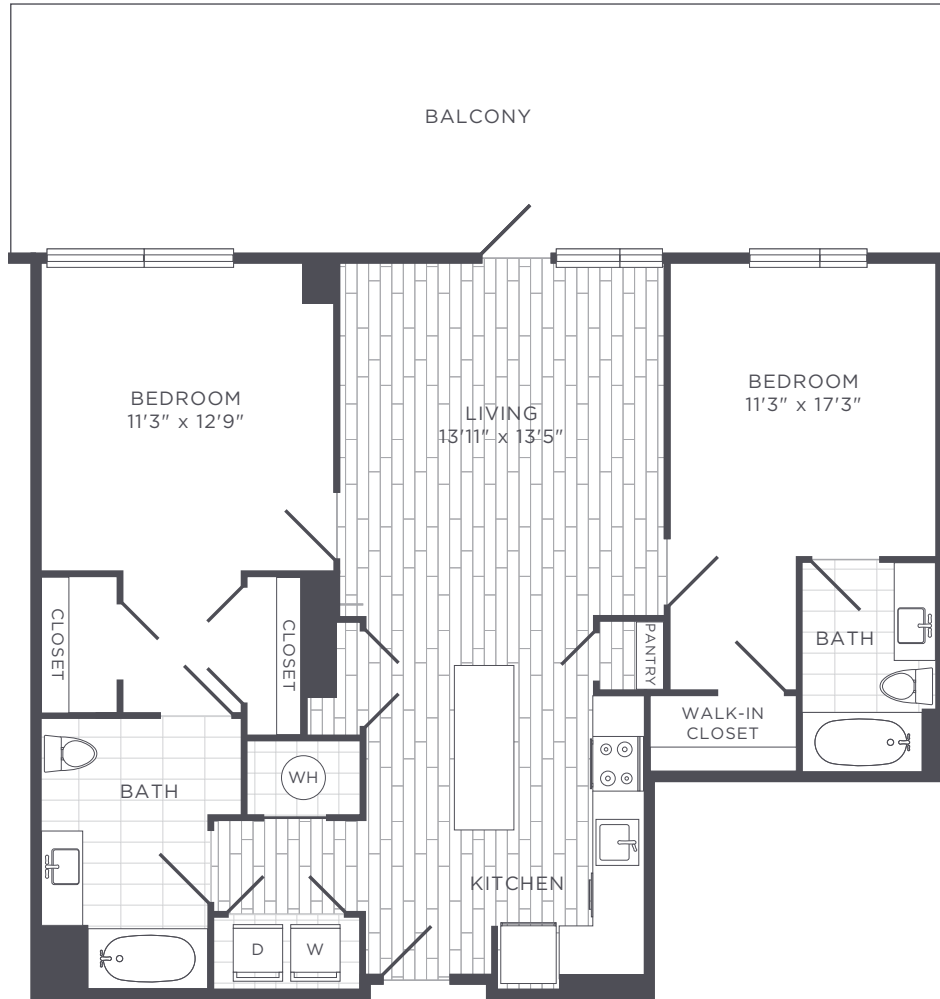 BALCONY
BEDROOM
11'3" x 12'9"
LIVING
13'11" x 13'5"
BEDROOM
11'3" x 17'3"
CLOSET
CLOSET
PANTRY
BATH
WALK-IN
CLOSET
WH
BATH
KITCHEN
D
W